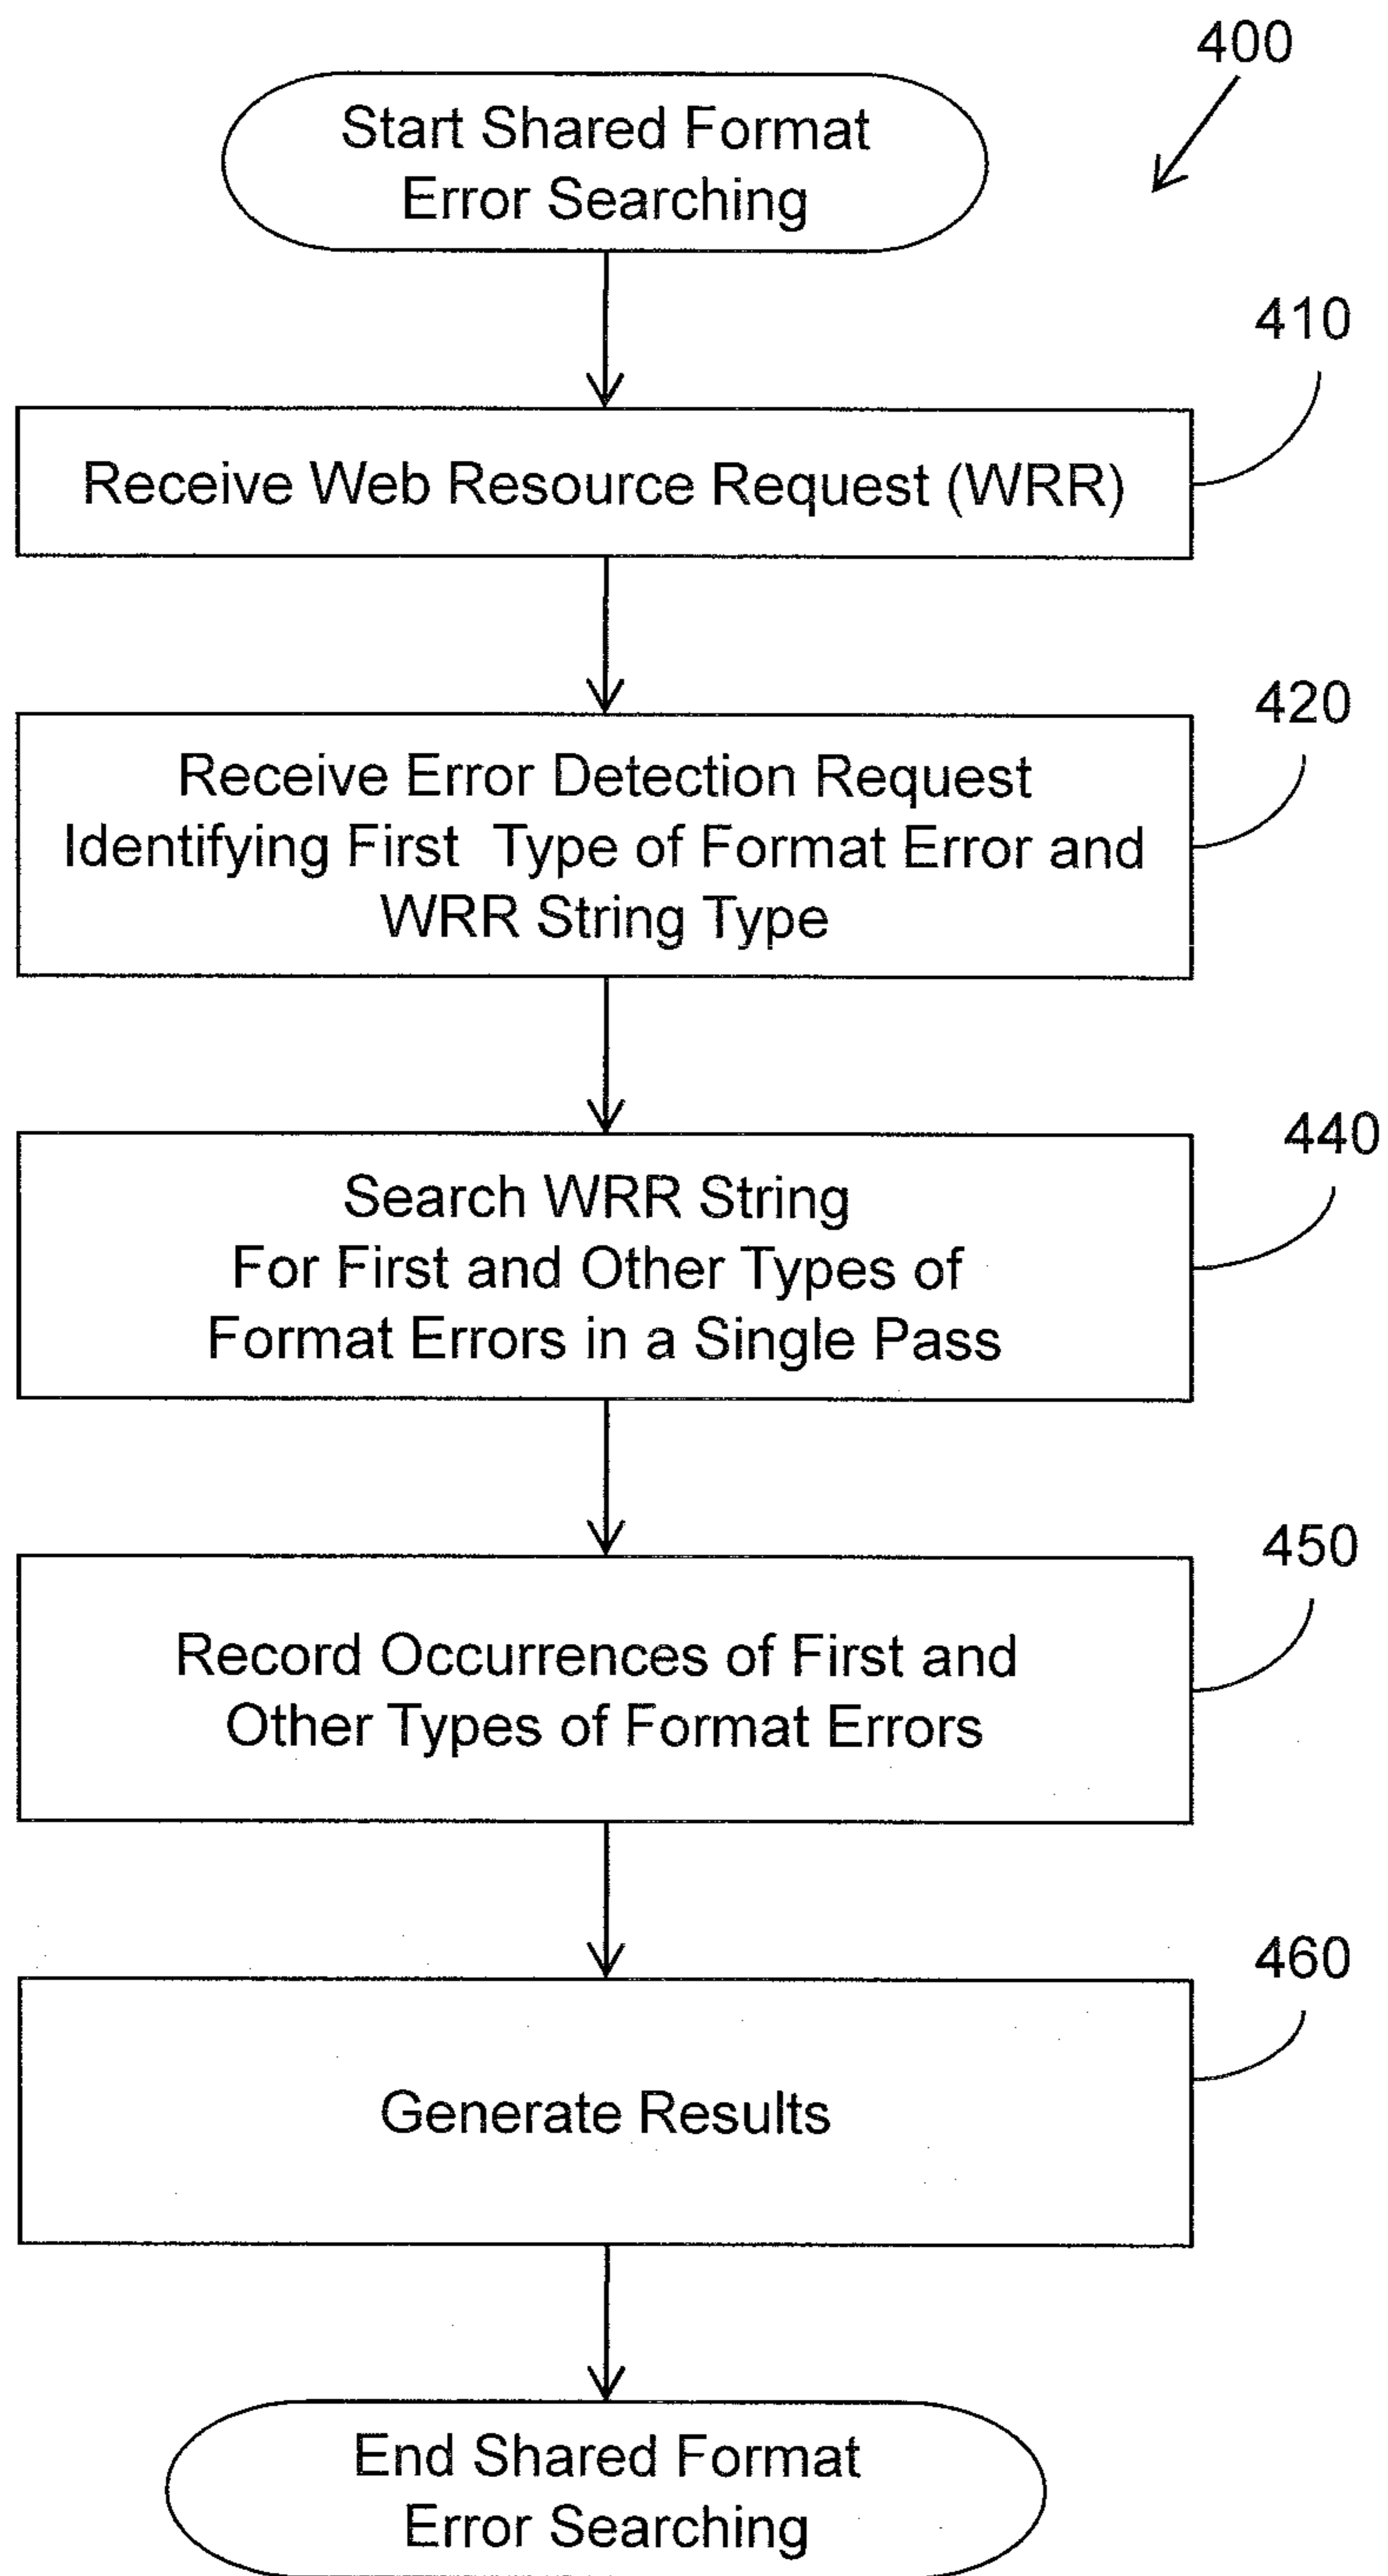 400
Start Shared Format
Error Searching
410
Receive Web Resource Request (WRR)
420
Receive Error Detection Request
Identifying First Type of Format Error and
WRR String Type
440
Search WRR String
For First and Other Types of
Format Errors in a Single Pass
450
Record Occurrences of First and
Other Types of Format Errors
460
Generate Results
End Shared Format
Error Searching